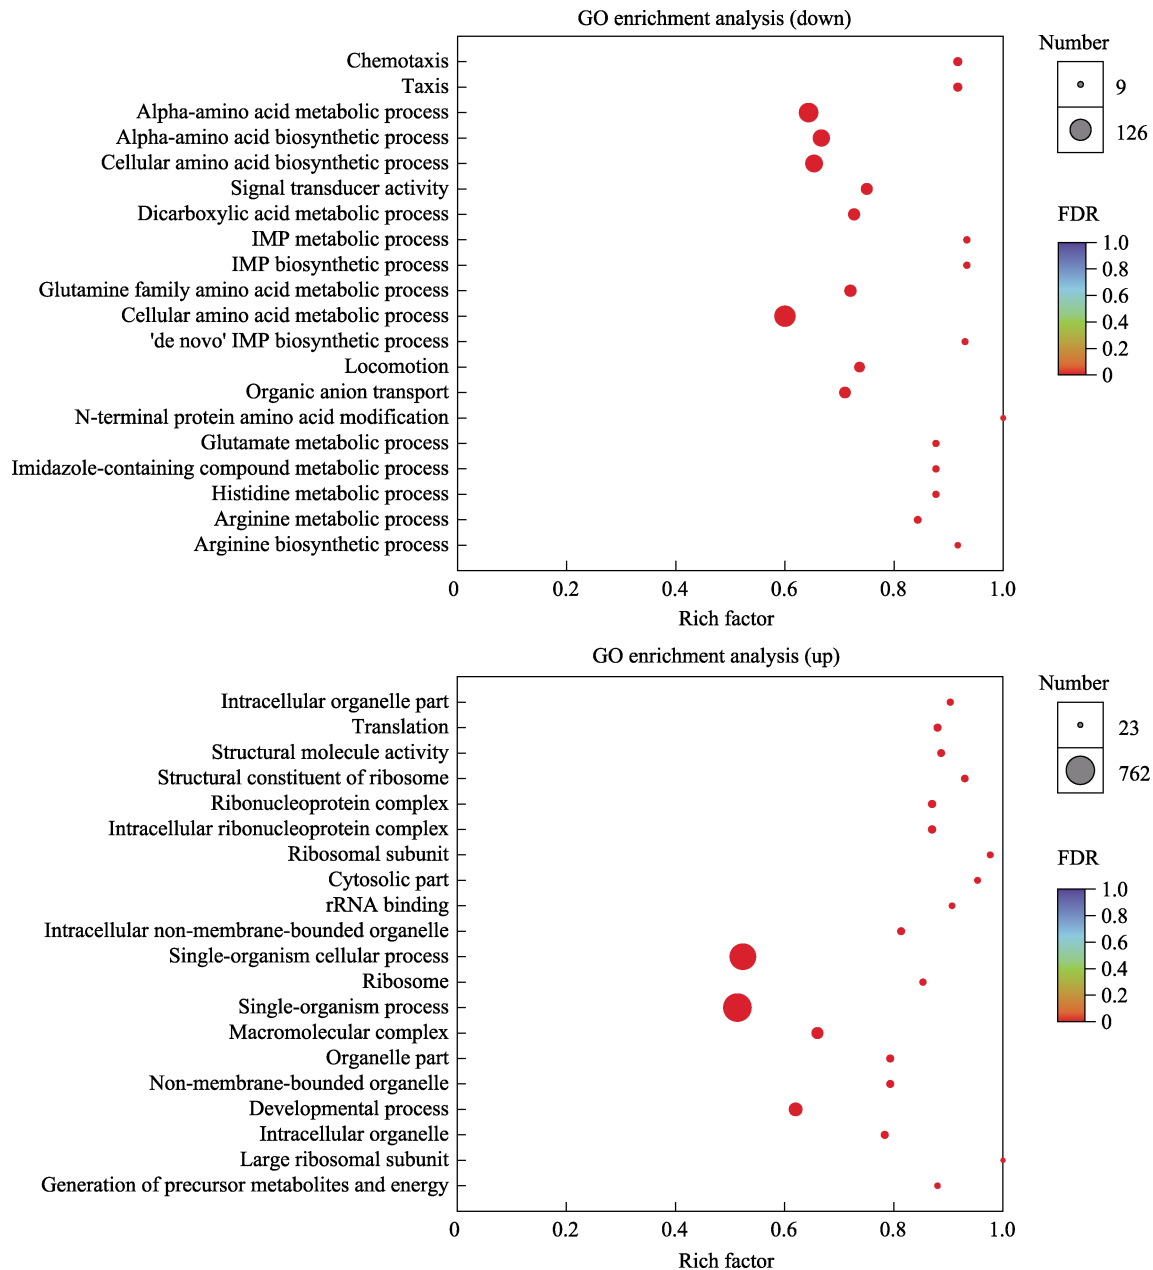 GO enrichment analysis (down)
Chemotaxis
Taxis
Alpha-amino acid metabolic process
Alpha-amino acid biosynthetic process
Cellular amino acid biosynthetic process
Signal transducer activity
Dicarboxylic acid metabolic process
IMP metabolic process
IMP biosynthetic process
Glutamine family amino acid metabolic process
Cellular amino acid metabolic process
'de novo' IMP biosynthetic process
Locomotion
Organic anion transport
N-terminal protein amino acid modification
Glutamate metabolic process
Imidazole-containing compound metabolic process
Histidine metabolic process
Arginine metabolic process
Arginine biosynthetic process
0 0.2 0.4 0.6 0.8 1.0
Rich factor
Number
9
126
FDR
1.0
0.8
0.6
0.4
0.2
0
GO enrichment analysis (up)
Intracellular organelle part
Translation
Structural molecule activity
Structural constituent of ribosome
Ribonucleoprotein complex
Intracellular ribonucleoprotein complex
Ribosomal subunit
Cytosolic part
rRNA binding
Intracellular non-membrane-bounded organelle
Single-organism cellular process
Ribosome
Single-organism process
Macromolecular complex
Organelle part
Non-membrane-bounded organelle
Developmental process
Intracellular organelle
Large ribosomal subunit
Generation of precursor metabolites and energy
0 0.2 0.4 0.6 0.8 1.0
Rich factor
Number
23
762
FDR
1.0
0.8
0.6
0.4
0.2
0